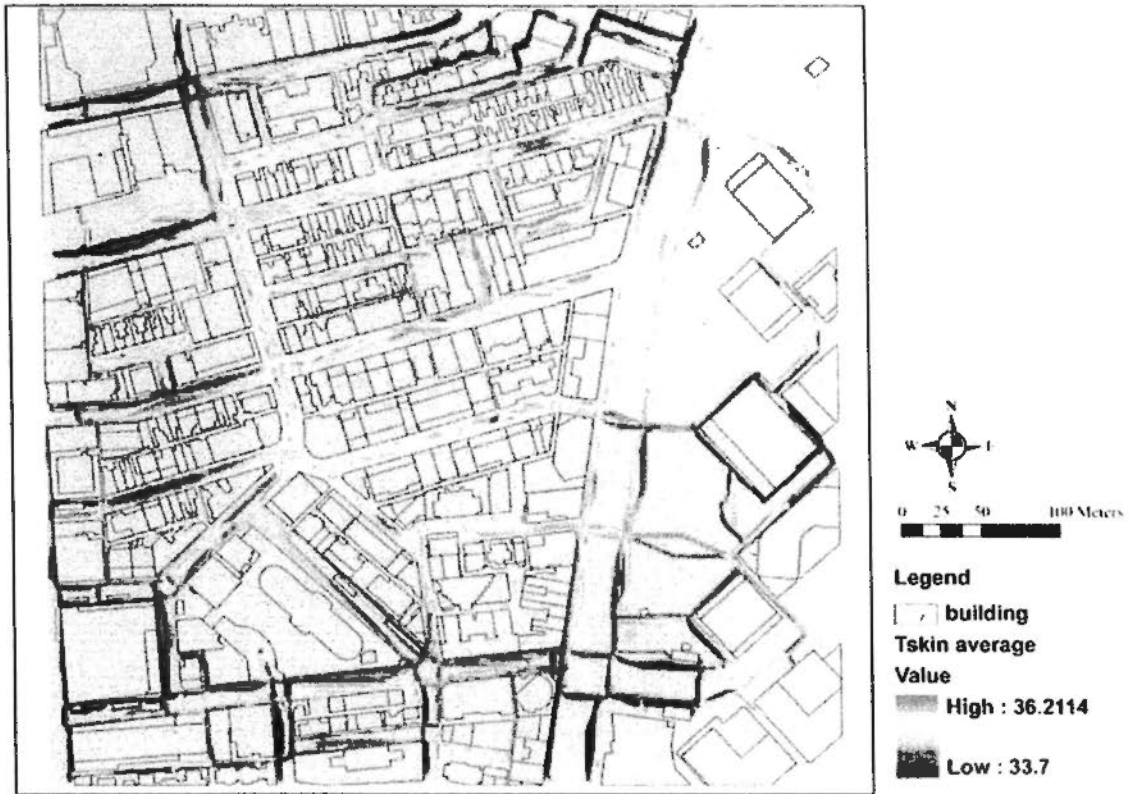 N
W
S
0 25 50 100 Meters
Legend
building
Tskin average
Value
High : 36.2114
Low : 33.7